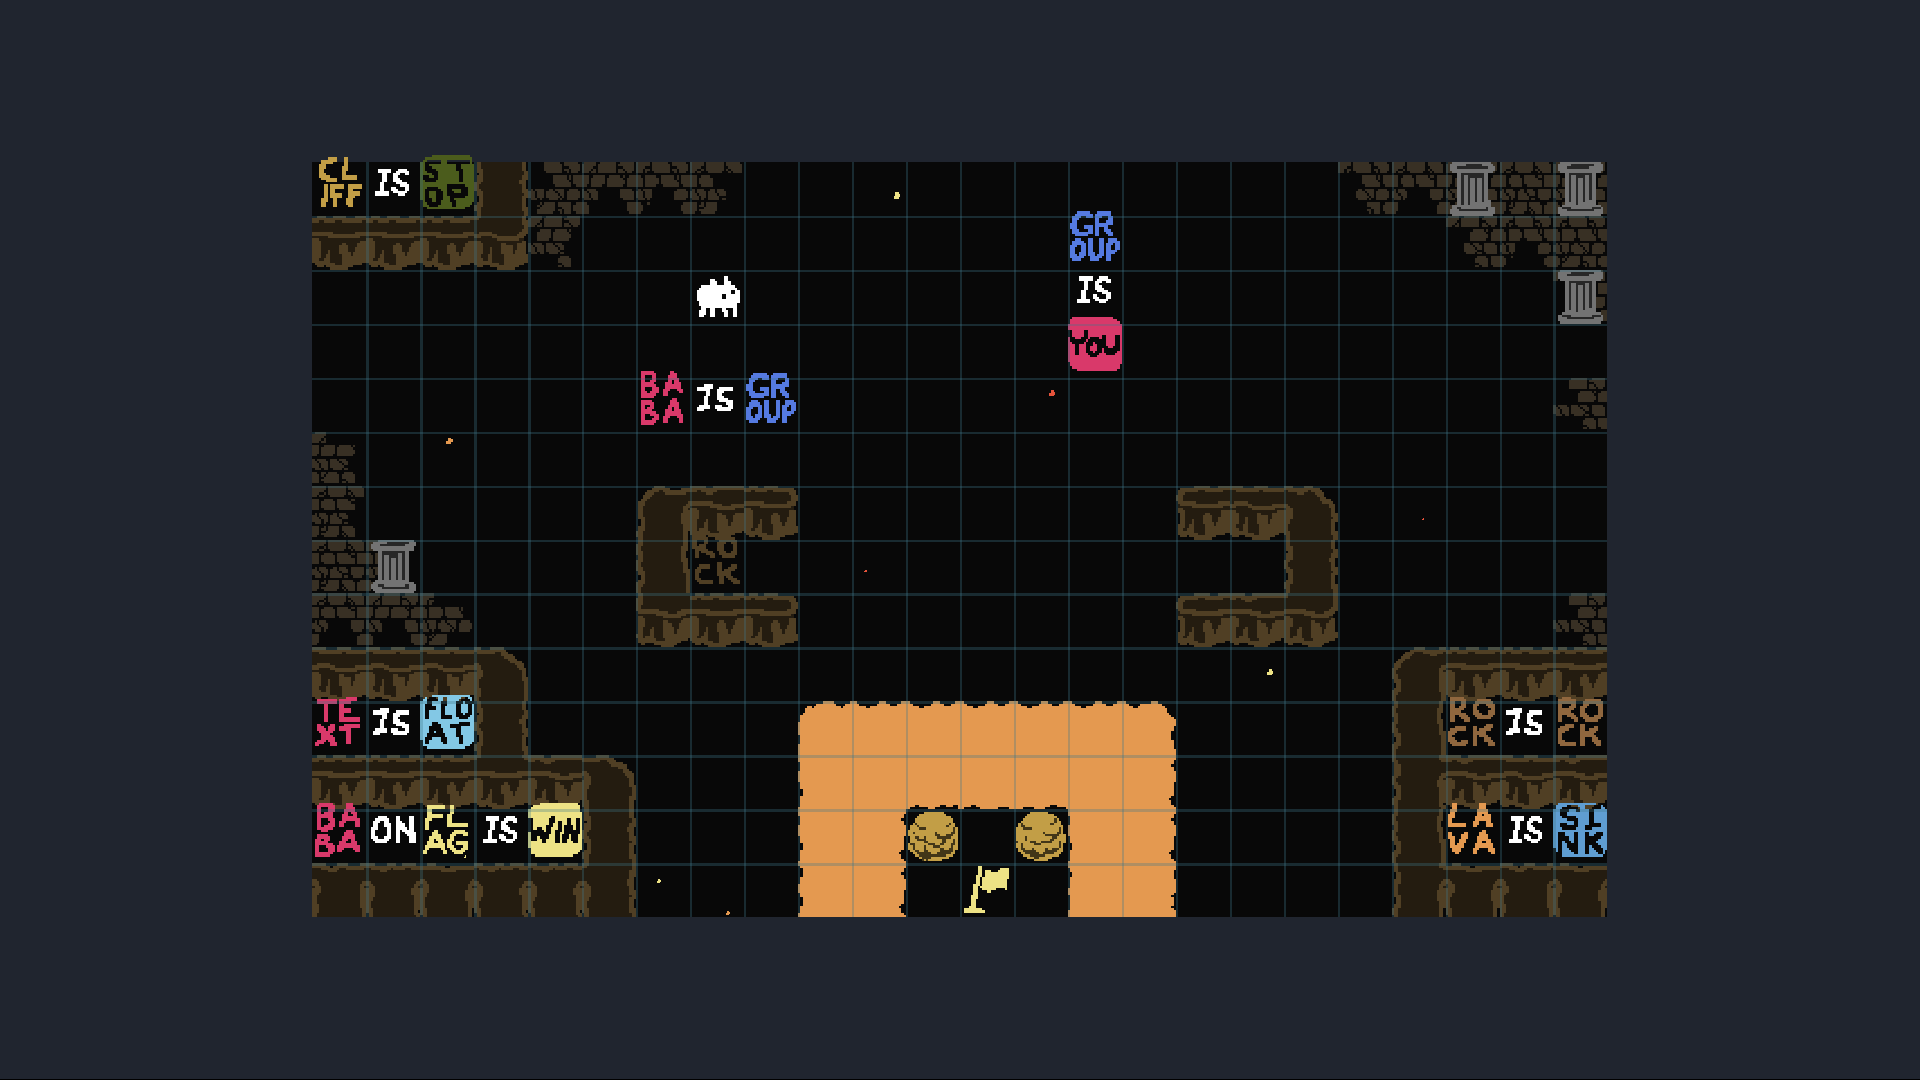 CLIFF IS STOP
GROUP
IS
YOU
BABA IS GROUP
ROCK
TEXT IS FLOAT
ROCK IS ROCK
BABA ON FLAG IS WIN
LAVA IS SINK